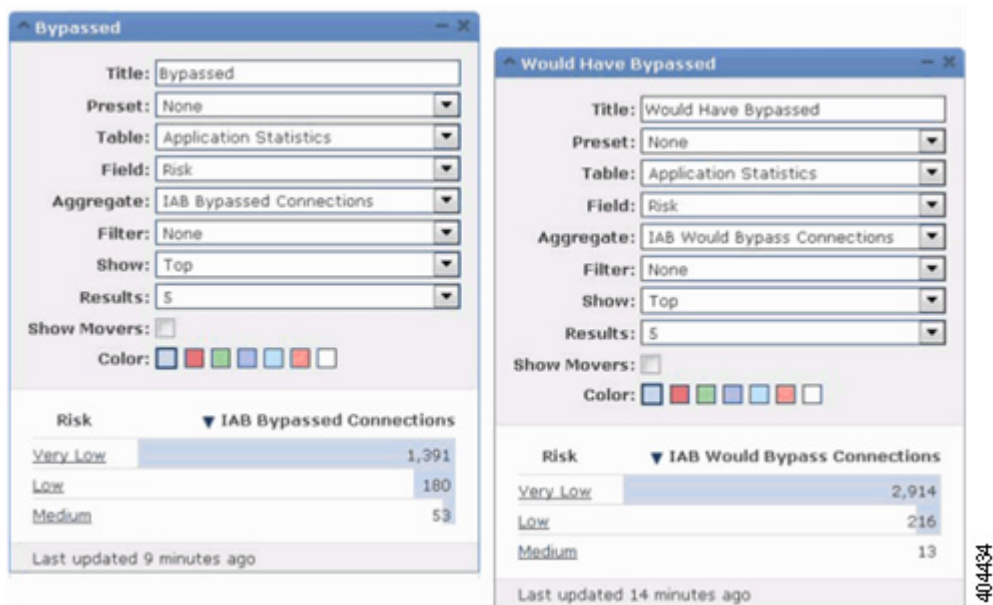 Bypassed
Title: Bypassed
Preset: None
Table: Application Statistics
Field: Risk
Aggregate: IAB Bypassed Connections
Filter: None
Show: Top
Results: 5
Show Movers:
Color:
Risk IAB Bypassed Connections
Very Low 1,391
Low 180
Medium 53
Last updated 9 minutes ago
Would Have Bypassed
Title: Would Have Bypassed
Preset: None
Table: Application Statistics
Field: Risk
Aggregate: IAB Would Bypass Connections
Filter: None
Show: Top
Results: 5
Show Movers:
Color:
Risk IAB Would Bypass Connections
Very Low 2,914
Low 216
Medium 13
Last updated 14 minutes ago
404434